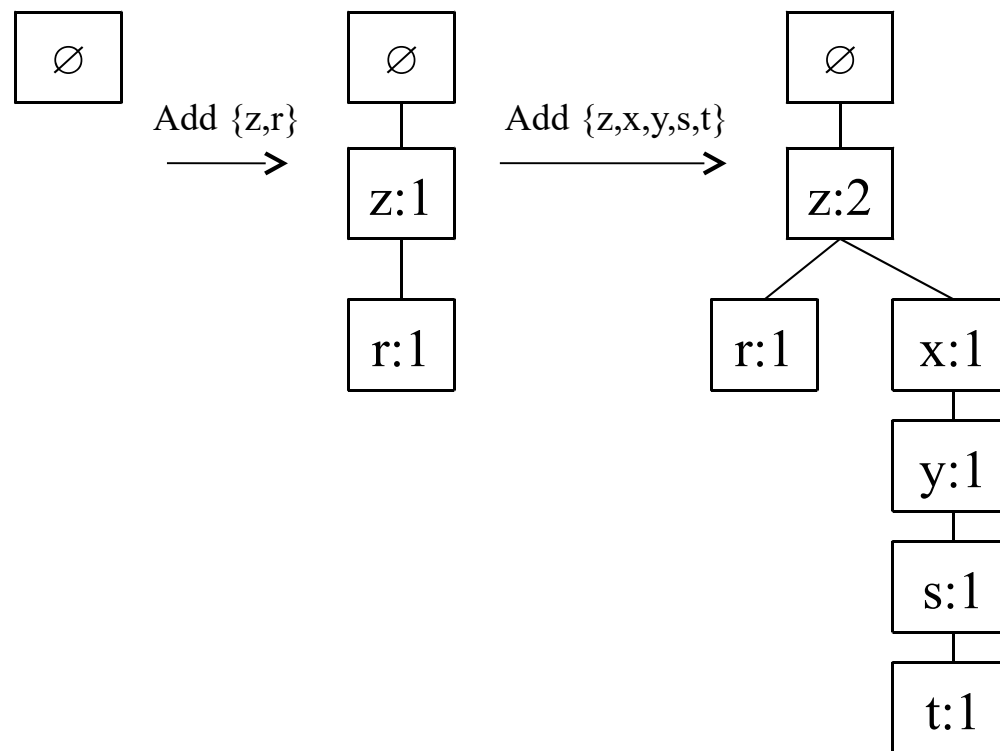 ∅
∅
∅
Add {z,r}
Add {z,x,y,s,t}
z:1
z:2
r:1
r:1
x:1
y:1
s:1
t:1